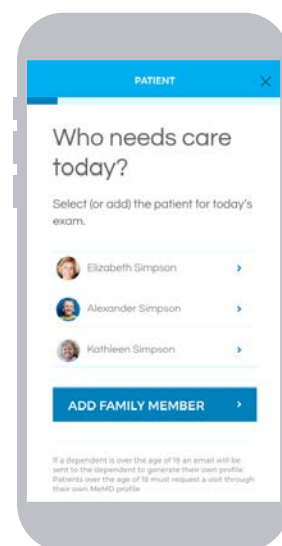 PATIENT
Who needs care
today?
Select (or add) the patient for today's
exam.
Elizabeth Simpson
Alexander Simpson
Kathleen Simpson
ADD FAMILY MEMBER
If a dependent is over the age of 18 an email will be
sent to the dependent to generate their own profile.
Patients over the age of 18 must request a visit through
their own MeMD profile